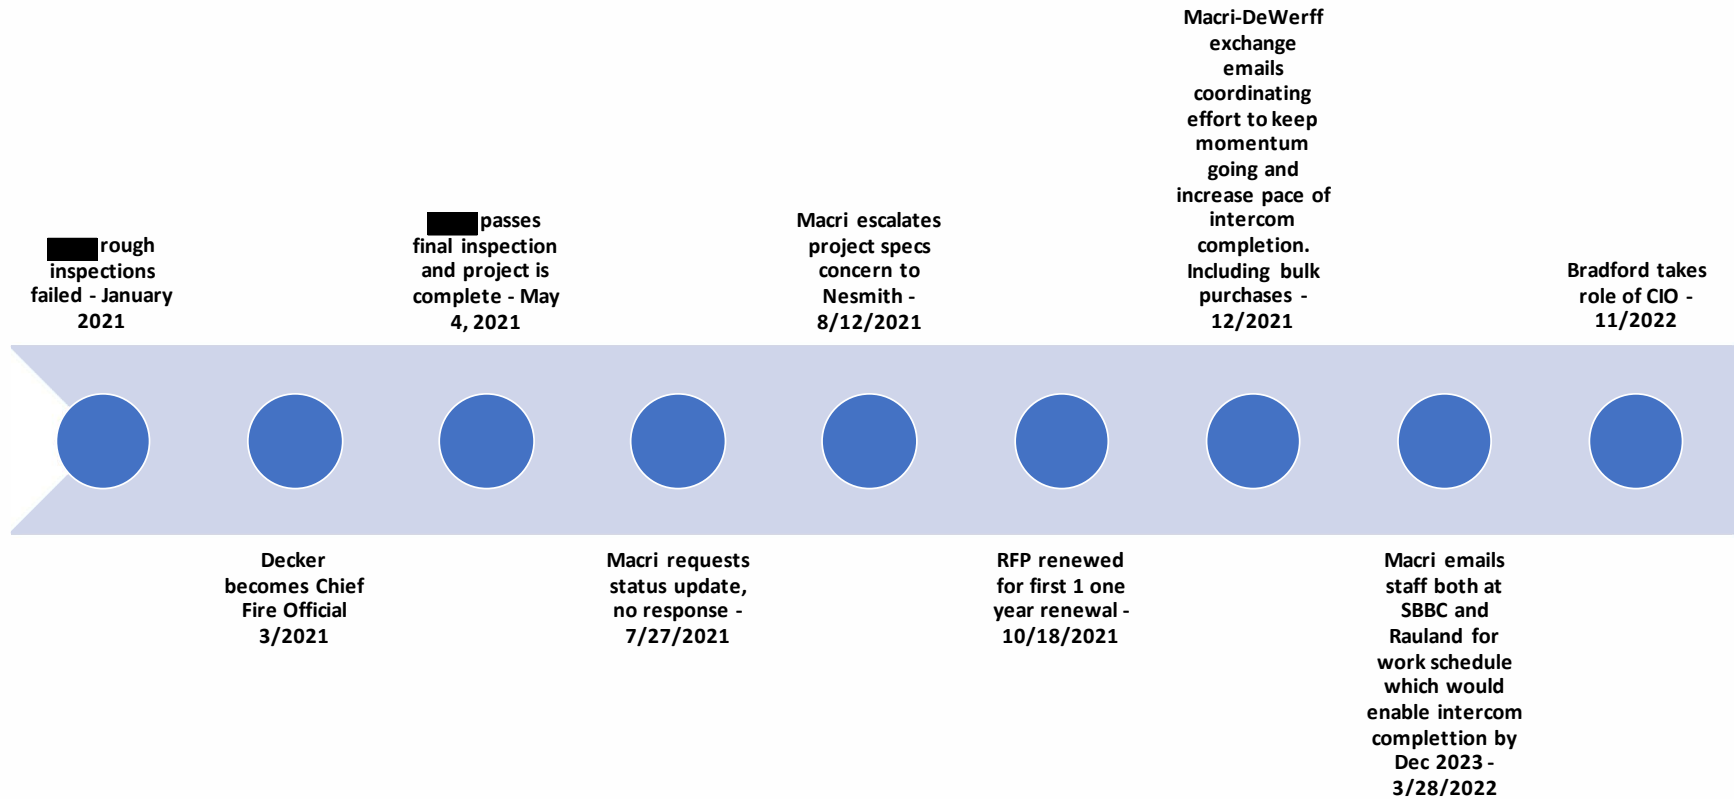 rough
inspections
failed - January
2021
Decker
becomes Chief
Fire Official
3/2021
passes
final inspection
and project is
complete - May
4, 2021
Macri requests
status update,
no response -
7/27/2021
Macri escalates
project specs
concern to
Nesmith -
8/12/2021
RFP renewed
for first 1 one
year renewal -
10/18/2021
Macri-DeWerff
exchange
emails
coordinating
effort to keep
momentum
going and
increase pace of
intercom
completion.
Including bulk
purchases -
12/2021
Macri emails
staff both at
SBBC and
Rauland for
work schedule
which would
enable intercom
complettion by
Dec 2023 -
3/28/2022
Bradford takes
role of CIO -
11/2022